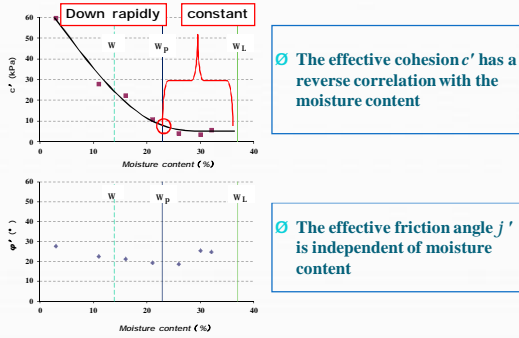 Down rapidly
constant
60
50
40
30
20
10
0
c' (kPa)
W
Wp
WL
0
10
20
30
40
Moisture content (%)
Ø The effective cohesion c' has a
reverse correlation with the
moisture content
60
50
40
30
20
10
0
φ' (°)
W
Wp
WL
0
10
20
30
40
Moisture content (%)
Ø The effective friction angle j '
is independent of moisture
content